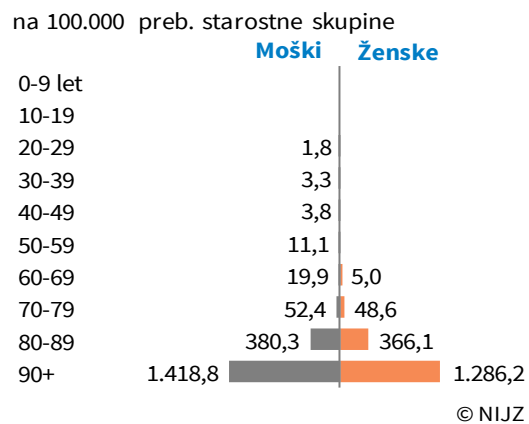 na 100.000 preb. starostne skupine
Moški Ženske
0-9 let
10-19
20-29 1,8
30-39 3,3
40-49 3,8
50-59 11,1
60-69 19,9 5,0
70-79 52,4 48,6
80-89 380,3 366,1
90+ 1.418,8 1.286,2
© NIJZ